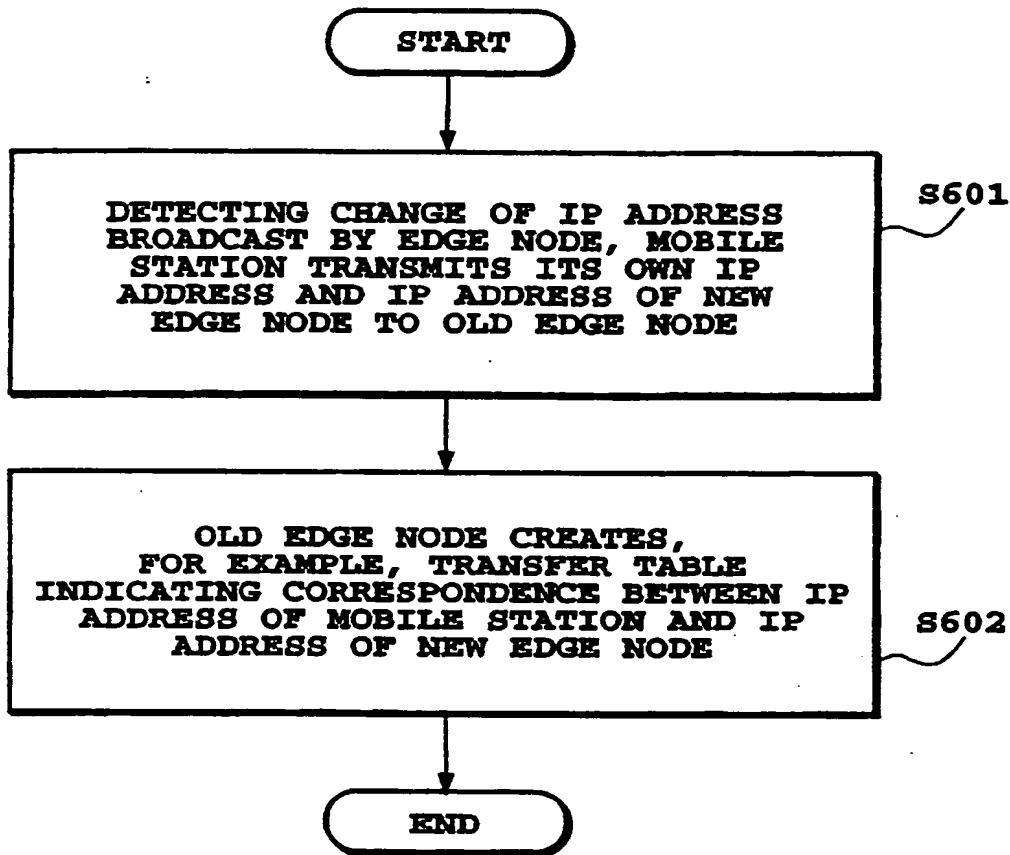 START
DETECTING CHANGE OF IP ADDRESS
BROADCAST BY EDGE NODE, MOBILE
STATION TRANSMITS ITS OWN IP
ADDRESS AND IP ADDRESS OF NEW
EDGE NODE TO OLD EDGE NODE
S601
OLD EDGE NODE CREATES,
FOR EXAMPLE, TRANSFER TABLE
INDICATING CORRESPONDENCE BETWEEN IP
ADDRESS OF MOBILE STATION AND IP
ADDRESS OF NEW EDGE NODE
S602
END